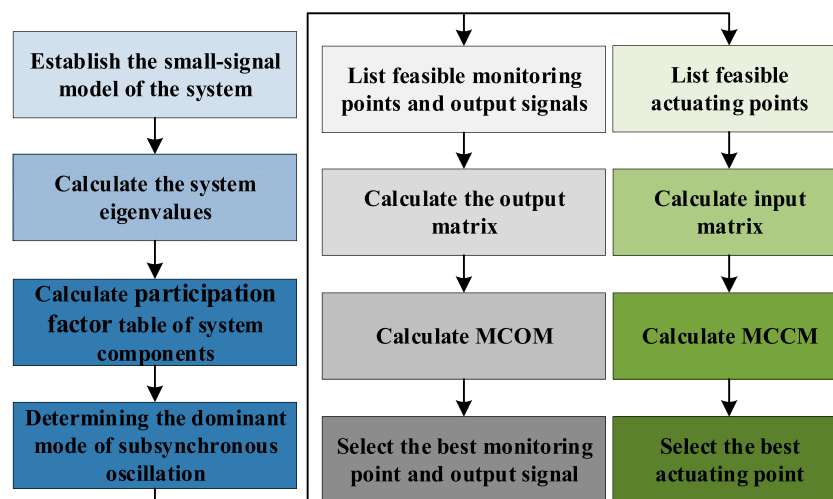 Establish the small-signal
model of the system
Calculate the system
eigenvalues
Calculate participation
factor table of system
components
Determining the dominant
mode of subsynchronous
oscillation
List feasible monitoring
points and output signals
Calculate the output
matrix
Calculate MCOM
Select the best monitoring
point and output signal
List feasible
actuating points
Calculate input
matrix
Calculate MCCM
Select the best
actuating point